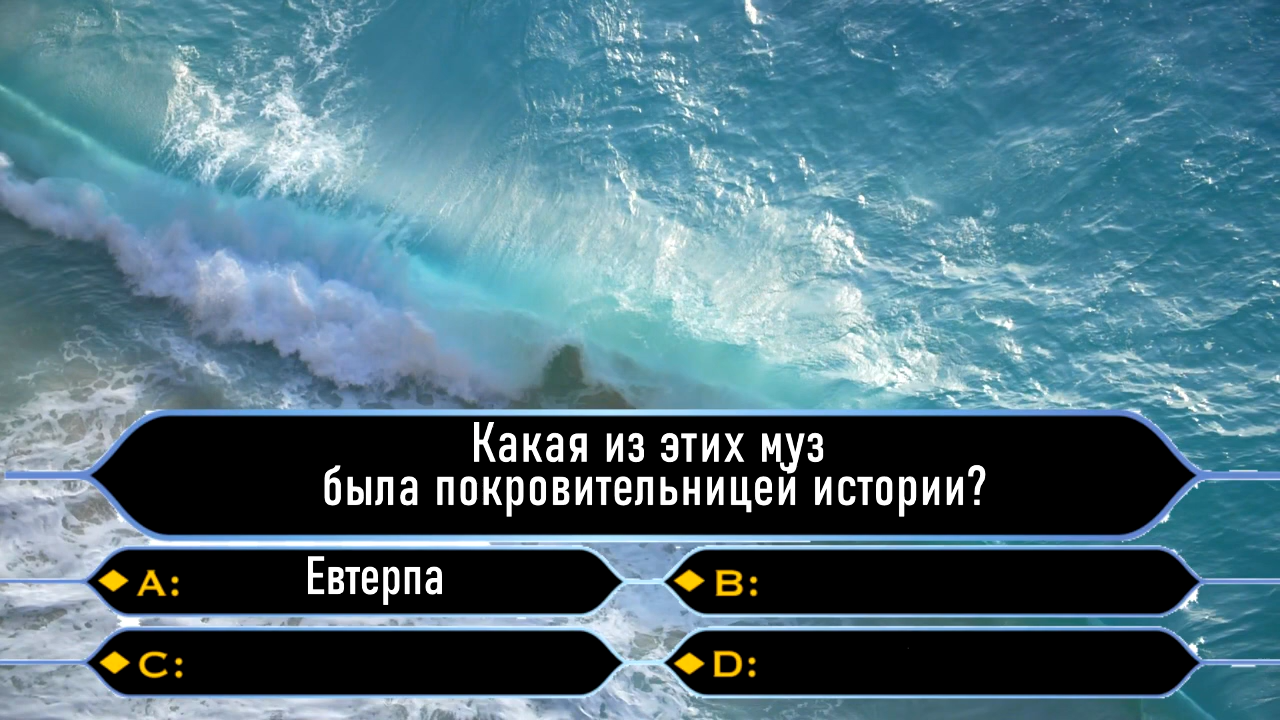 Какая из этих муз
была покровительницей истории?
A: Евтерпа
B:
C:
D: